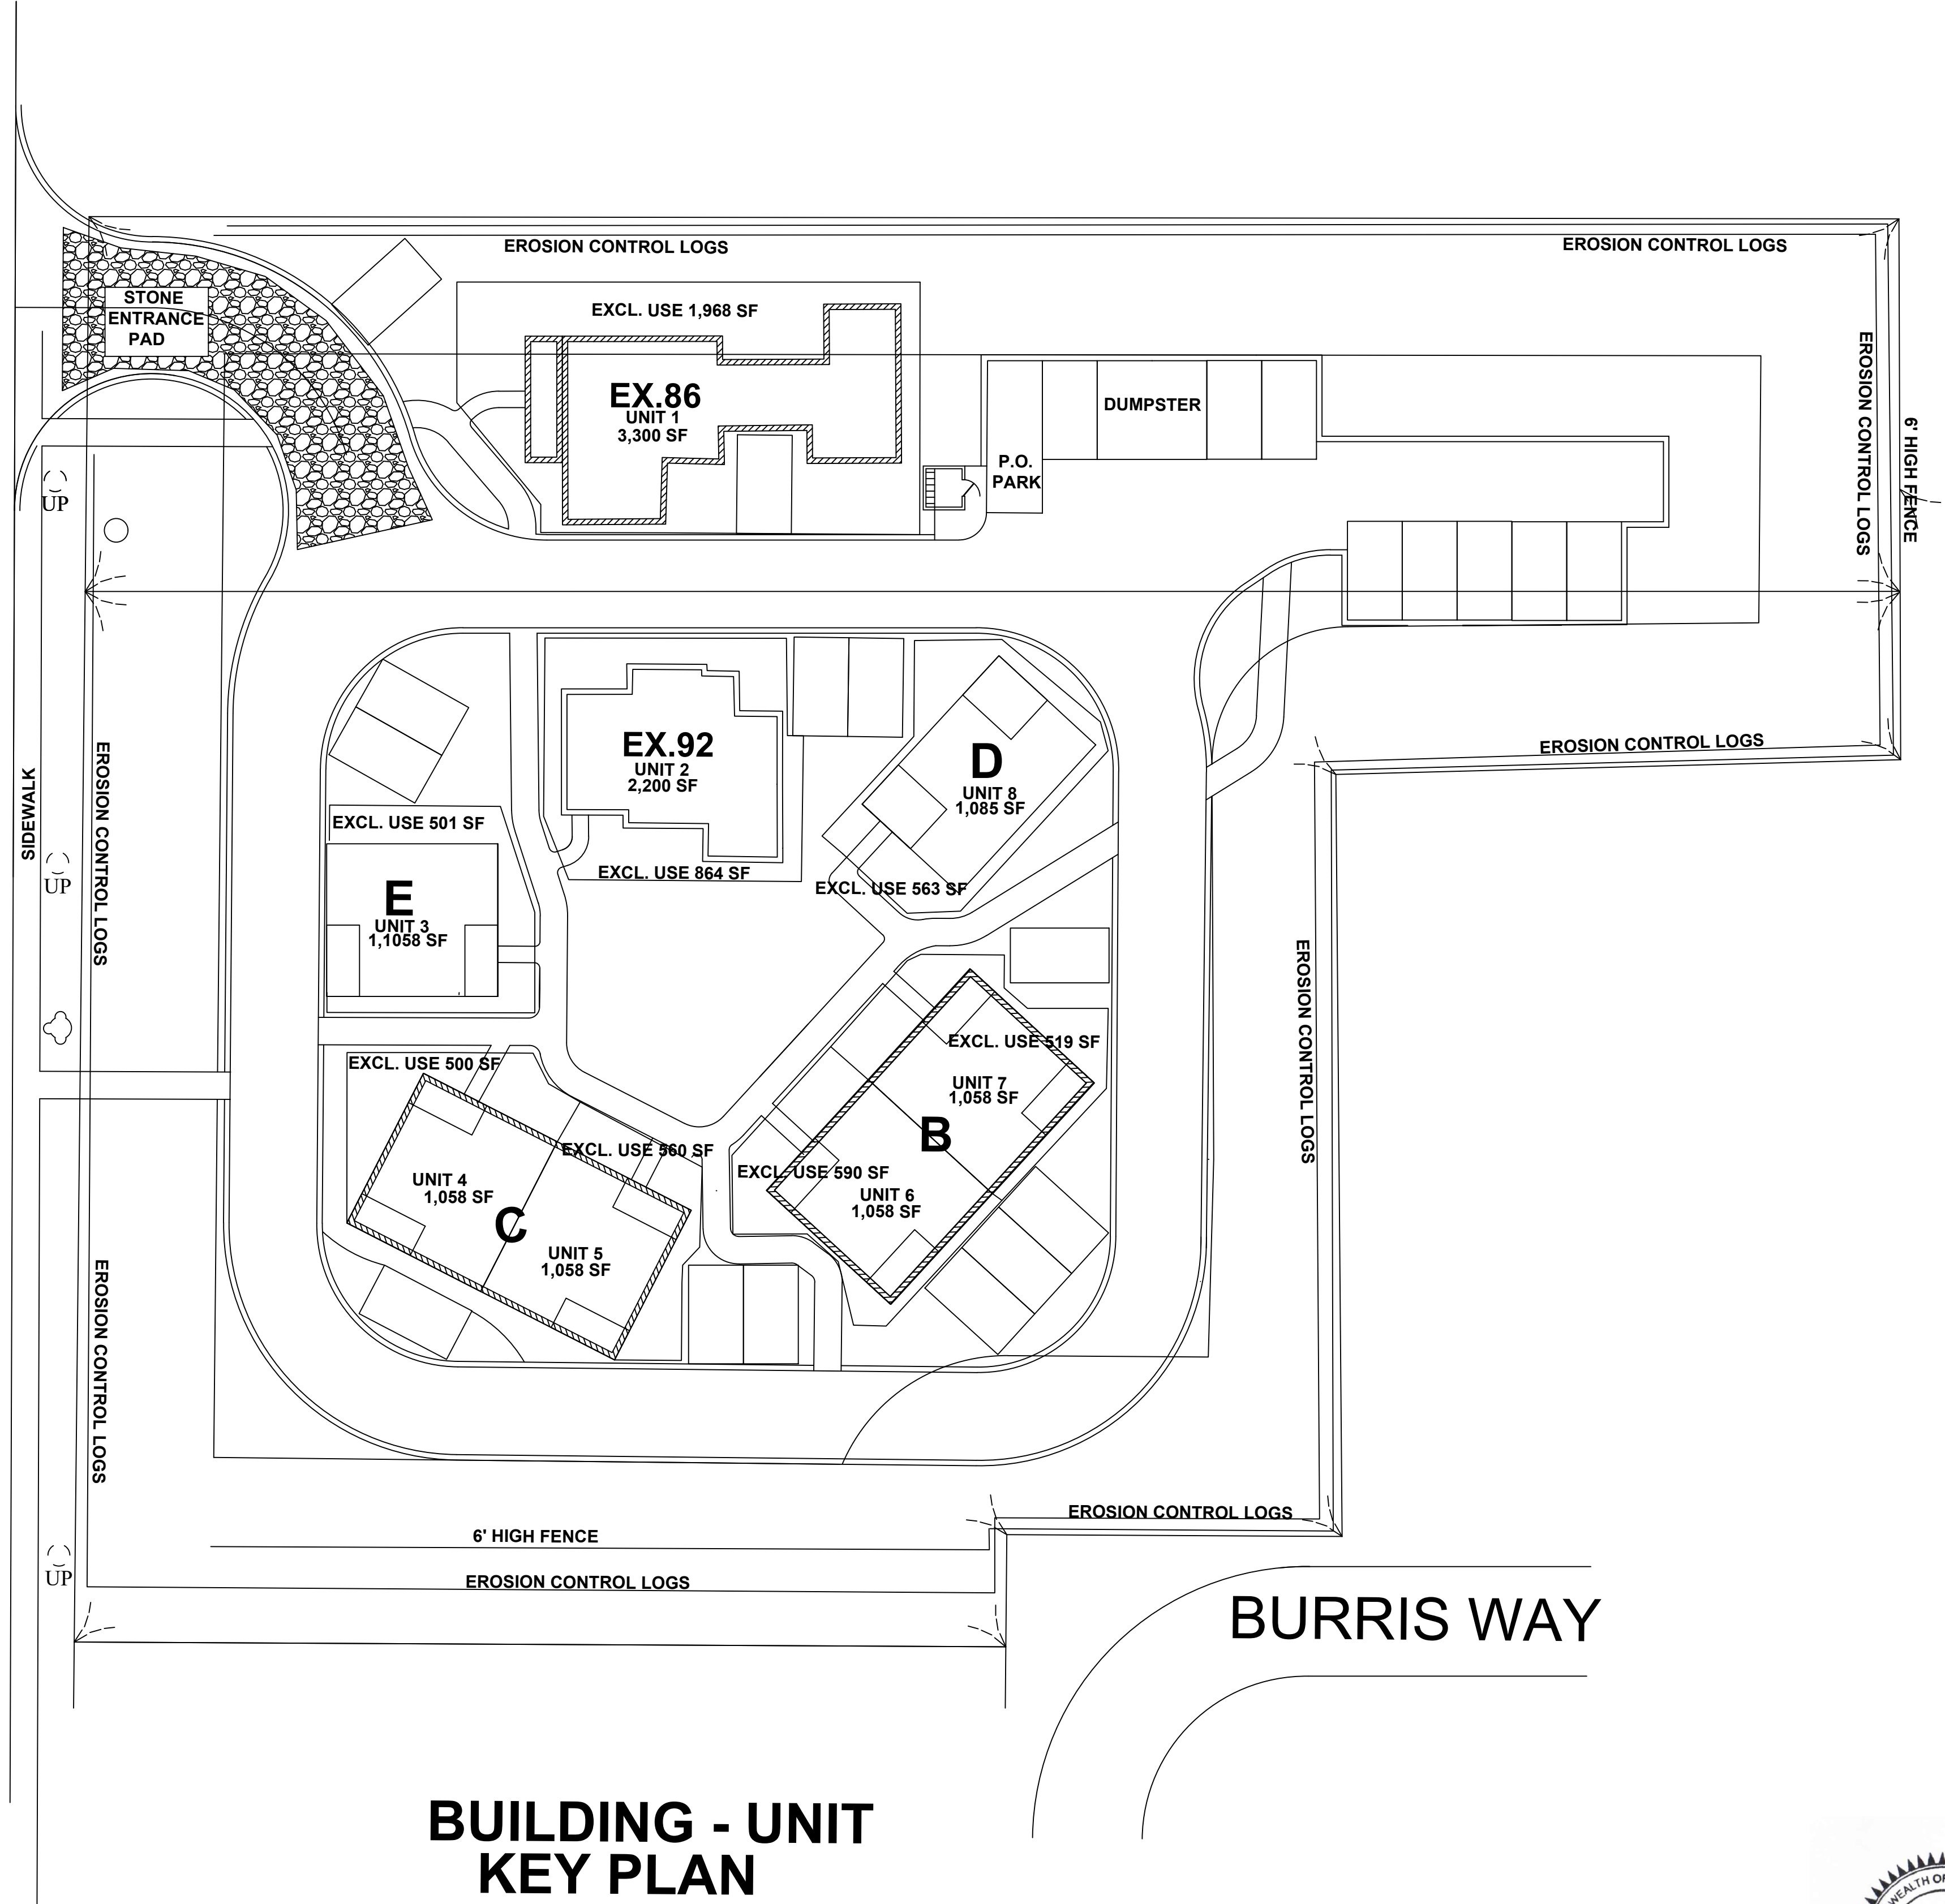 EROSION CONTROL LOGS
EROSION CONTROL LOGS
STONE
ENTRANCE
PAD
EXCL. USE 1,968 SF
EX.86
UNIT 1
3,300 SF
DUMPSTER
P.O.
PARK
EROSION CONTROL LOGS
6' HIGH FENCE
UP
SIDEWALK
EROSION CONTROL LOGS
EX.92
UNIT 2
2,200 SF
EXCL. USE 864 SF
D
UNIT 8
1,085 SF
EXCL. USE 563 SF
EROSION CONTROL LOGS
EXCL. USE 501 SF
E
UNIT 3
1,1058 SF
UP
EROSION CONTROL LOGS
EXCL. USE 500 SF
UNIT 4
1,058 SF
C
UNIT 5
1,058 SF
EXCL. USE 560 SF
EXCL. USE 519 SF
UNIT 7
1,058 SF
B
EXCL. USE 590 SF
UNIT 6
1,058 SF
EROSION CONTROL LOGS
EROSION CONTROL LOGS
6' HIGH FENCE
UP
EROSION CONTROL LOGS
BURRIS WAY
BUILDING - UNIT
KEY PLAN
WEALTH OF